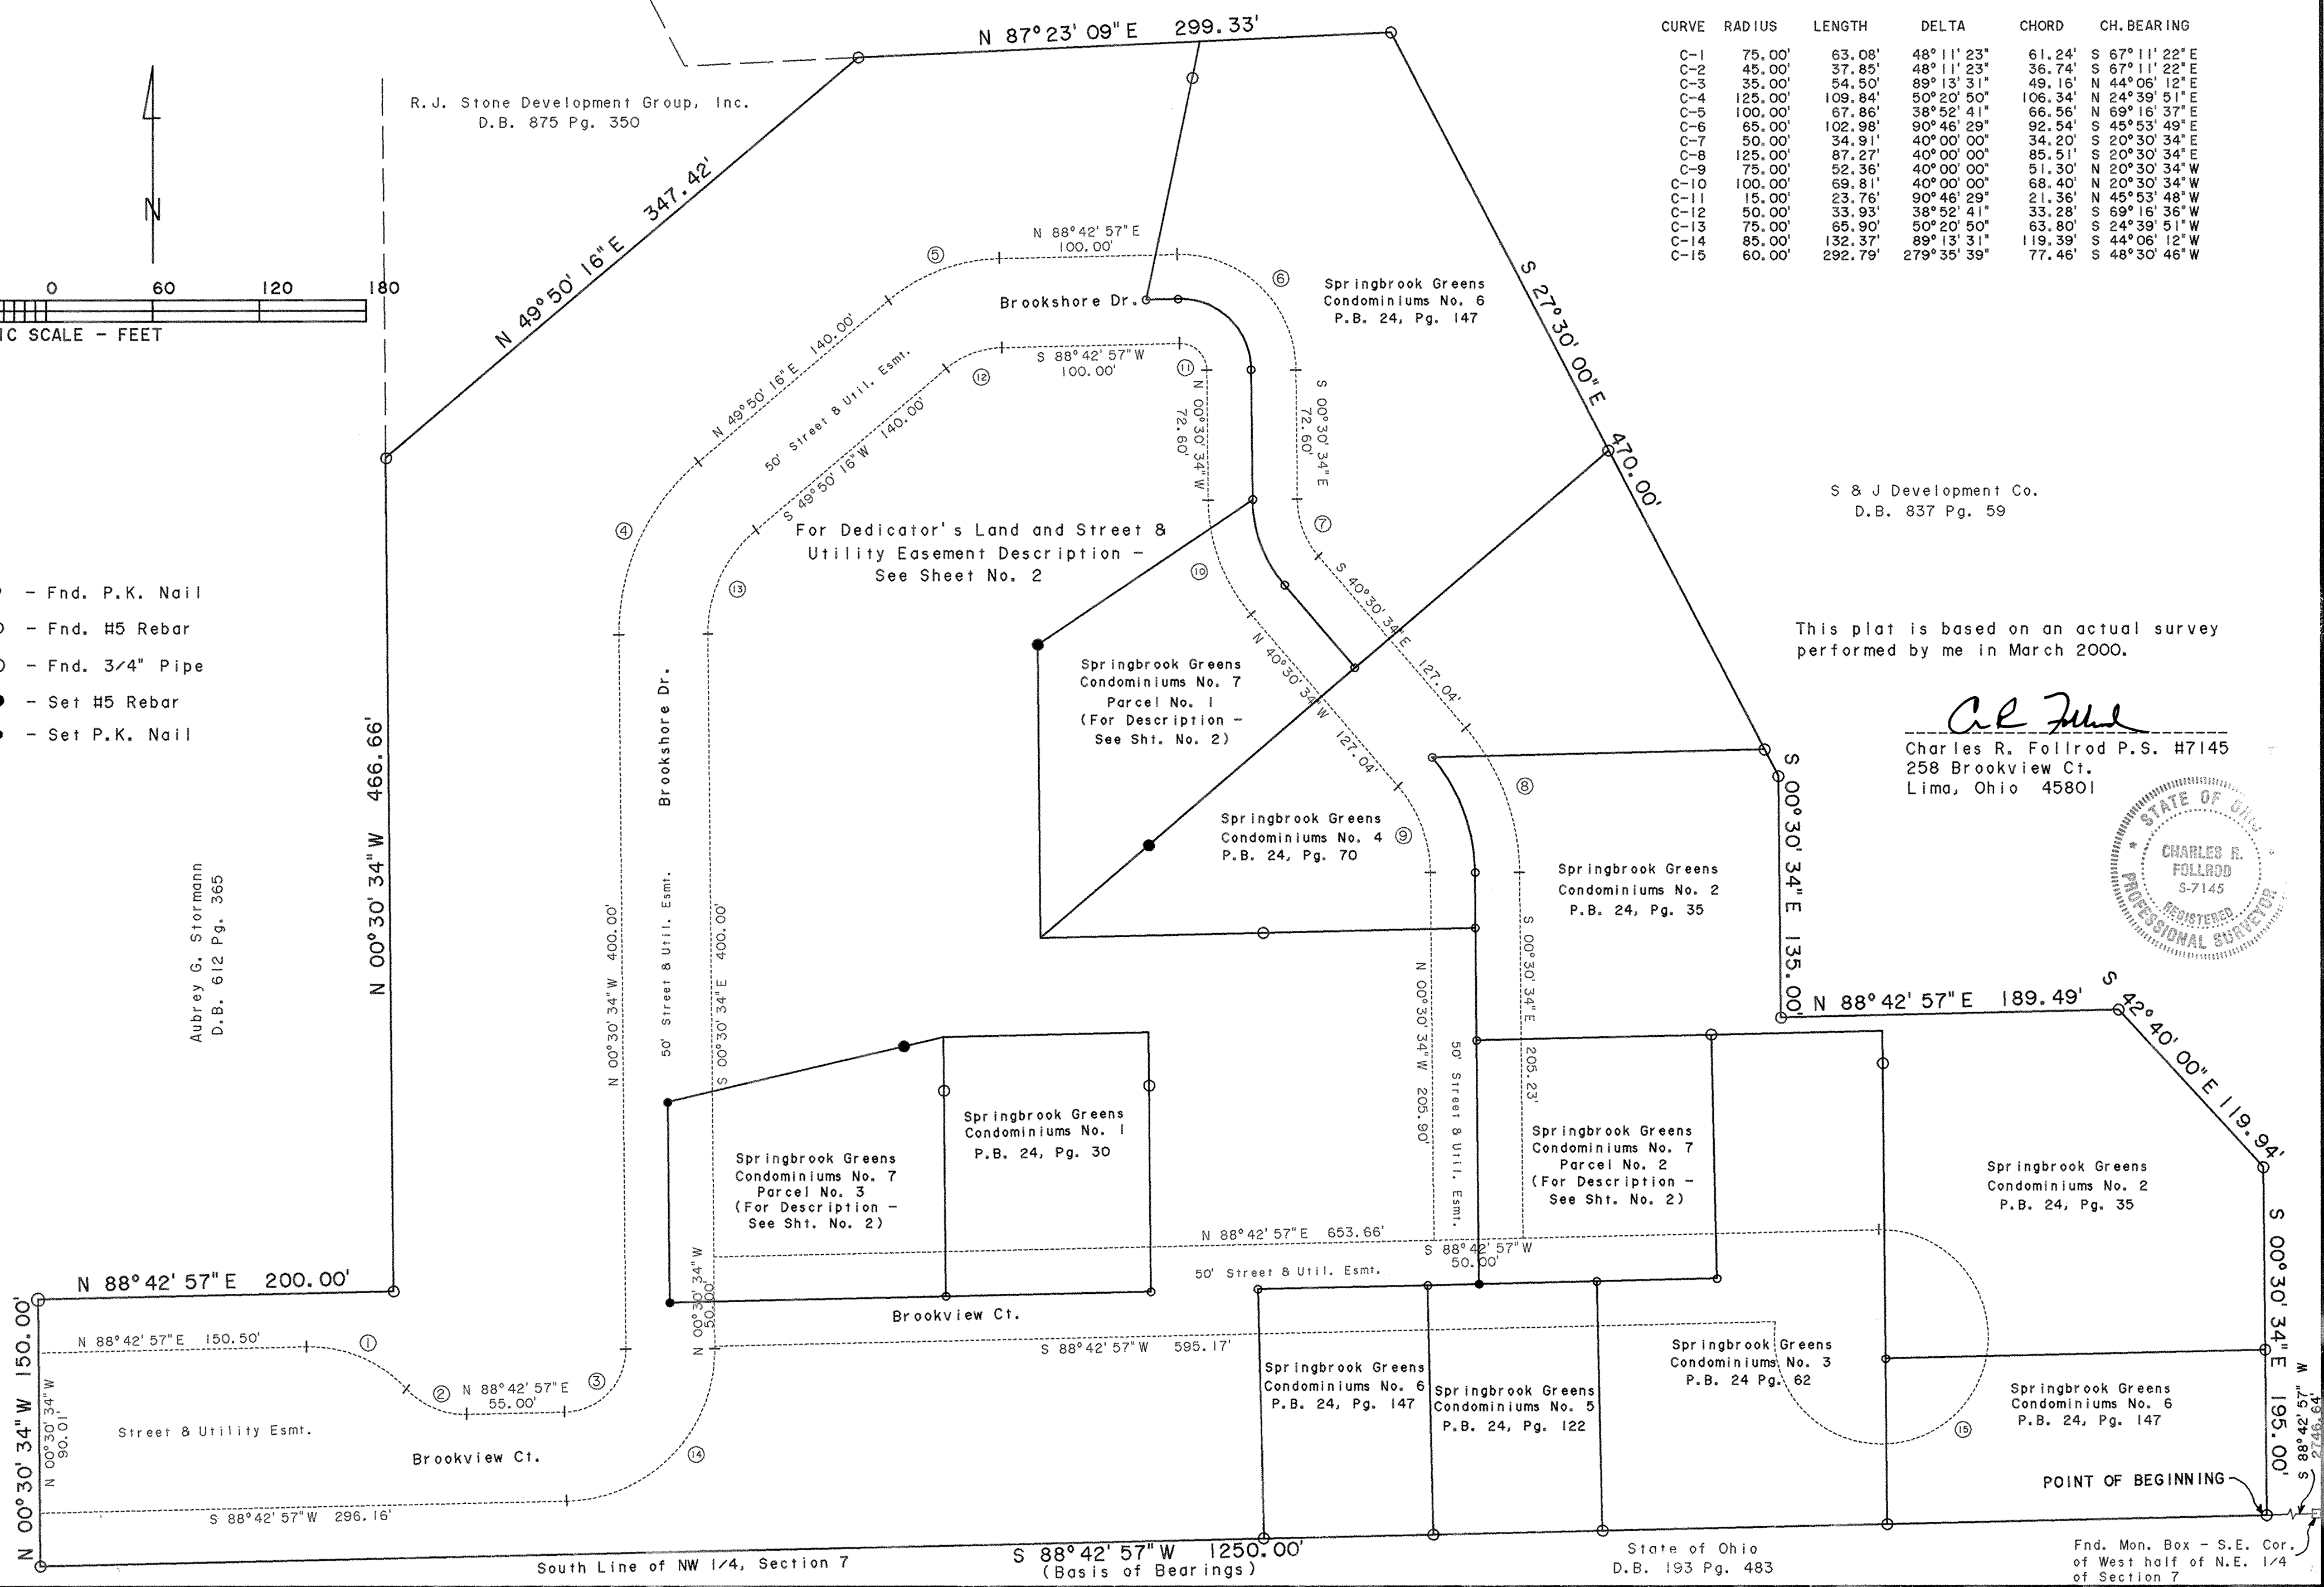 N 87°23'09"E 299.33'
CURVE RADIUS LENGTH DELTA CHORD CH.BEARING
C-1 75.00' 63.08' 48°11'23" 61.24' S 67°11'22"E
C-2 45.00' 37.85' 48°11'23" 36.74' S 67°11'22"E
C-3 35.00' 54.50' 89°13'31" 49.16' N 44°06'12"E
C-4 125.00' 109.84' 50°20'50" 106.34' N 24°39'51"E
C-5 100.00' 67.86' 38°52'41" 66.56' N 69°16'37"E
C-6 65.00' 102.98' 90°46'29" 92.54' S 45°53'49"E
C-7 50.00' 34.91' 40°00'00" 34.20' S 20°30'34"E
C-8 125.00' 87.27' 40°00'00" 85.51' S 20°30'34"E
C-9 75.00' 52.36' 40°00'00" 51.30' N 20°30'34"W
C-10 100.00' 69.81' 40°00'00" 68.40' N 20°30'34"W
C-11 15.00' 23.76' 90°46'29" 21.36' N 45°53'48"W
C-12 50.00' 33.93' 38°52'41" 33.28' S 69°16'36"W
C-13 75.00' 65.90' 50°20'50" 63.80' S 24°39'51"W
C-14 85.00' 132.37' 89°13'31" 119.39' S 44°06'12"W
C-15 60.00' 292.79' 279°35'39" 77.46' S 48°30'46"W
R.J. Stone Development Group, Inc.
D.B. 875 Pg. 350
N
0 60 120 180
IC SCALE - FEET
N 49°50'16"E 347.42'
N 88°42'57"E
100.00'
5
6
Brookshore Dr.
Springbrook Greens
Condominiums No. 6
P.B. 24, Pg. 147
S 27°30'00"E 470.00'
S 88°42'57"W
100.00'
11
12
N 49°50'16"E 140.00'
50' Street & Util. Esmt.
S 49°50'16"W 140.00'
N 00°30'34"W
72.60'
S 00°30'34"E
72.60'
S & J Development Co.
D.B. 837 Pg. 59
4
7
For Dedicator's Land and Street &
Utility Easement Description -
See Sheet No. 2
10
13
S 40°30'34"E 127.04'
N 40°30'34"W 127.04'
- Fnd. P.K. Nail
- Fnd. #5 Rebar
- Fnd. 3/4" Pipe
- Set #5 Rebar
- Set P.K. Nail
This plat is based on an actual survey
performed by me in March 2000.
Charles R. Follrod P.S. #7145
258 Brookview Ct.
Lima, Ohio 45801
STATE OF OHIO
CHARLES R.
FOLLROD
S-7145
REGISTERED
PROFESSIONAL SURVEYOR
Springbrook Greens
Condominiums No. 7
Parcel No. 1
(For Description -
See Sht. No. 2)
Brookshore Dr.
N 00°30'34"W 466.66'
8
9
Springbrook Greens
Condominiums No. 4
P.B. 24, Pg. 70
Springbrook Greens
Condominiums No. 2
P.B. 24, Pg. 35
S 00°30'34"E 135.00'
Aubrey G. Stormann
D.B. 612 Pg. 365
N 00°30'34"W 400.00'
50' Street & Util. Esmt.
S 00°30'34"E 400.00'
N 00°30'34"W 205.90'
50' Street & Util. Esmt.
S 00°30'34"E 205.23'
N 88°42'57"E 189.49'
S 42°40'00"E 119.94'
Springbrook Greens
Condominiums No. 1
P.B. 24, Pg. 30
Springbrook Greens
Condominiums No. 7
Parcel No. 3
(For Description -
See Sht. No. 2)
Springbrook Greens
Condominiums No. 7
Parcel No. 2
(For Description -
See Sht. No. 2)
Springbrook Greens
Condominiums No. 2
P.B. 24, Pg. 35
N 88°42'57"E 653.66'
S 88°42'57"W
50.00'
50' Street & Util. Esmt.
N 00°30'34"W
50.00'
N 88°42'57"E 200.00'
Brookview Ct.
S 88°42'57"W 595.17'
N 00°30'34"W 150.00'
N 88°42'57"E 150.50'
1
2
N 88°42'57"E
55.00'
3
N 00°30'34"W
90.01'
Street & Utility Esmt.
Brookview Ct.
14
S 88°42'57"W 296.16'
Springbrook Greens
Condominiums No. 6
P.B. 24, Pg. 147
Springbrook Greens
Condominiums No. 5
P.B. 24, Pg. 122
Springbrook Greens
Condominiums No. 3
P.B. 24 Pg. 62
Springbrook Greens
Condominiums No. 6
P.B. 24, Pg. 147
15
S 00°30'34"E 195.00'
S 88°42'57" W
2746.64'
POINT OF BEGINNING
South Line of NW 1/4, Section 7
S 88°42'57"W 1250.00'
(Basis of Bearings)
State of Ohio
D.B. 193 Pg. 483
Fnd. Mon. Box - S.E. Cor.
of West half of N.E. 1/4
of Section 7